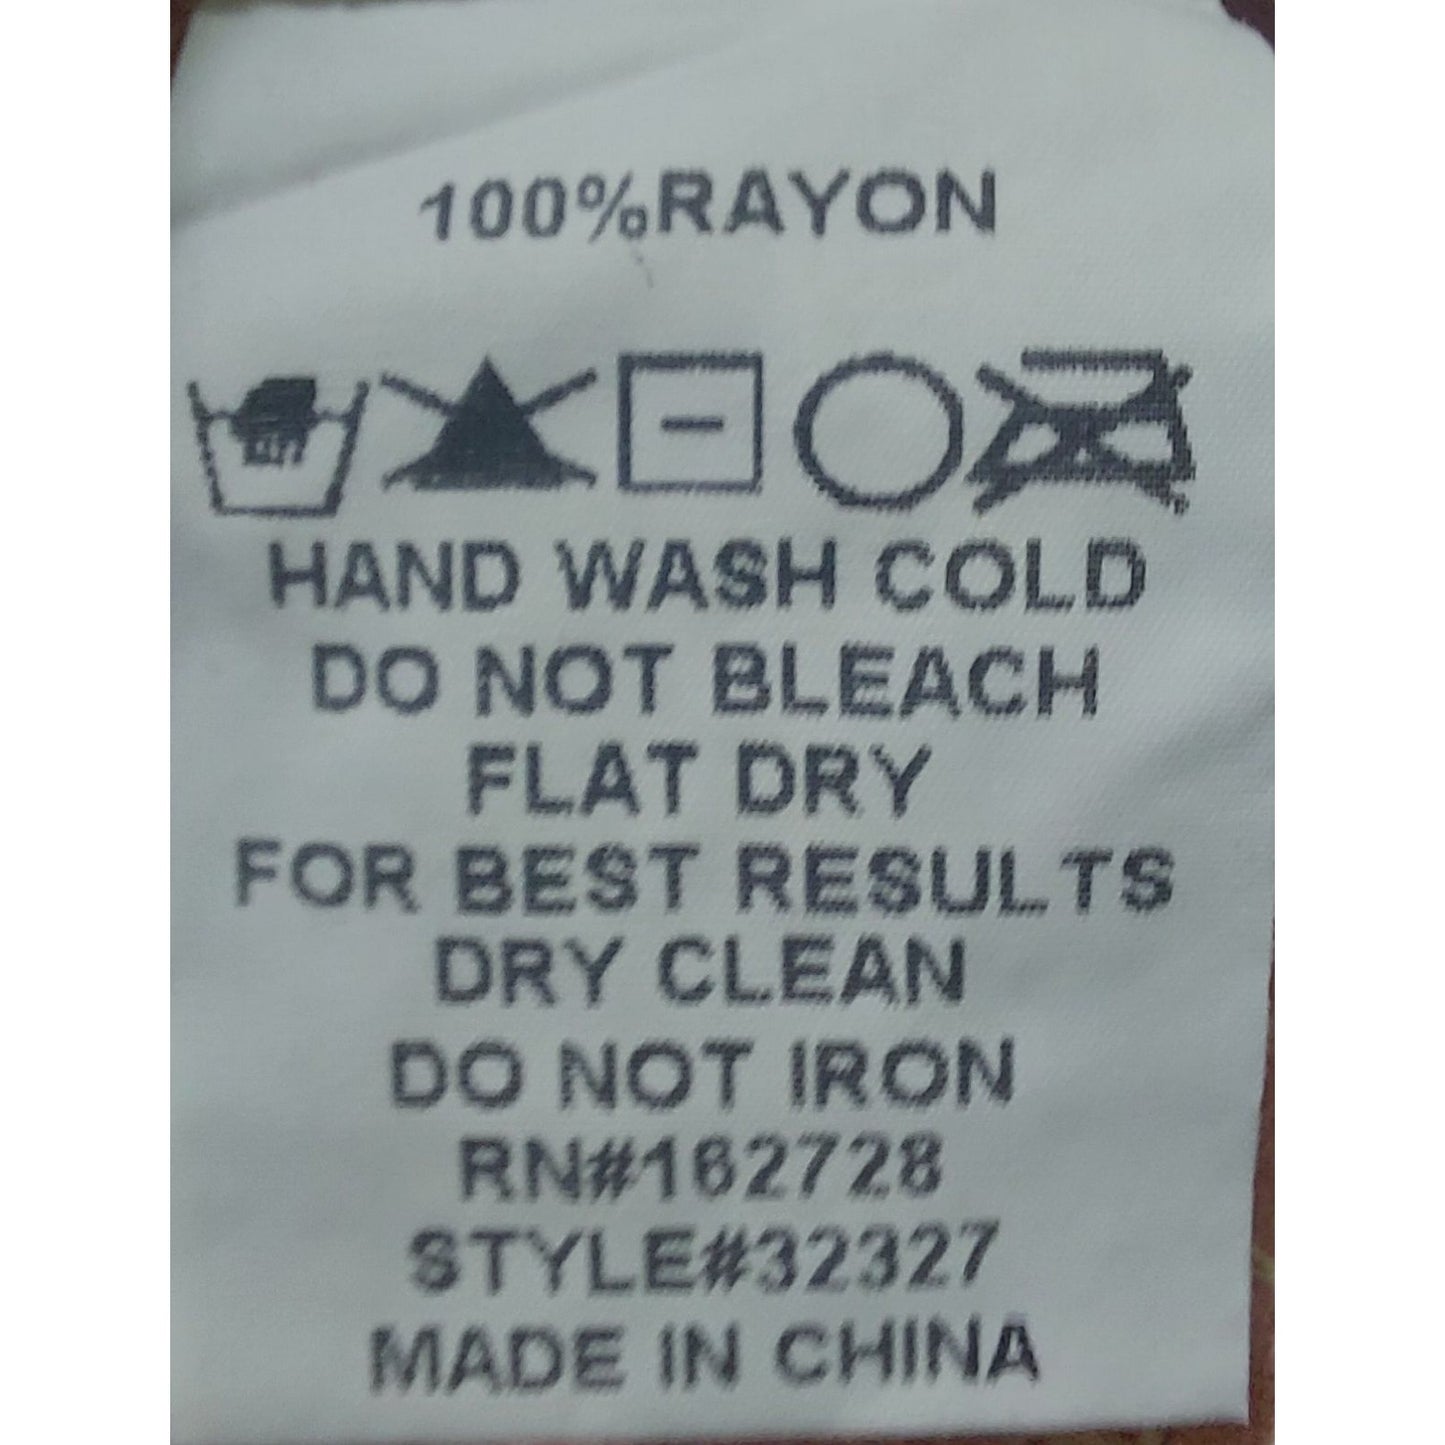 100%RAYON
HAND WASH COLD
DO NOT BLEACH
FLAT DRY
FOR BEST RESULTS
DRY CLEAN
DO NOT IRON
RN#162728
STYLE#32327
MADE IN CHINA